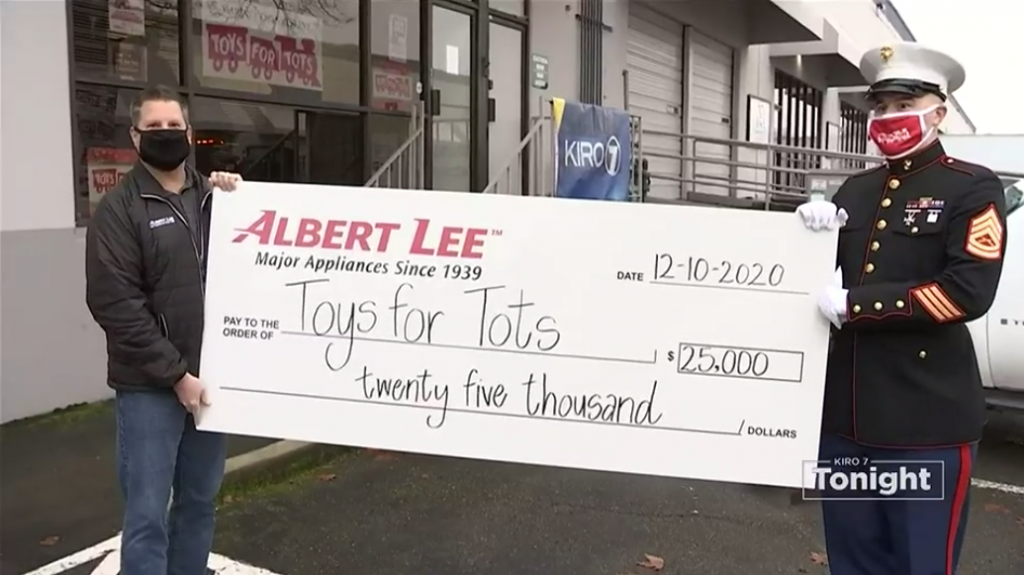 TOYS FOR TOTS
KIRO 7
ALBERT LEE™
Major Appliances Since 1939
DATE 12-10-2020
PAY TO THE
ORDER OF
Toys for Tots
$ 25,000
twenty five thousand
/ DOLLARS
KIRO 7
Tonight